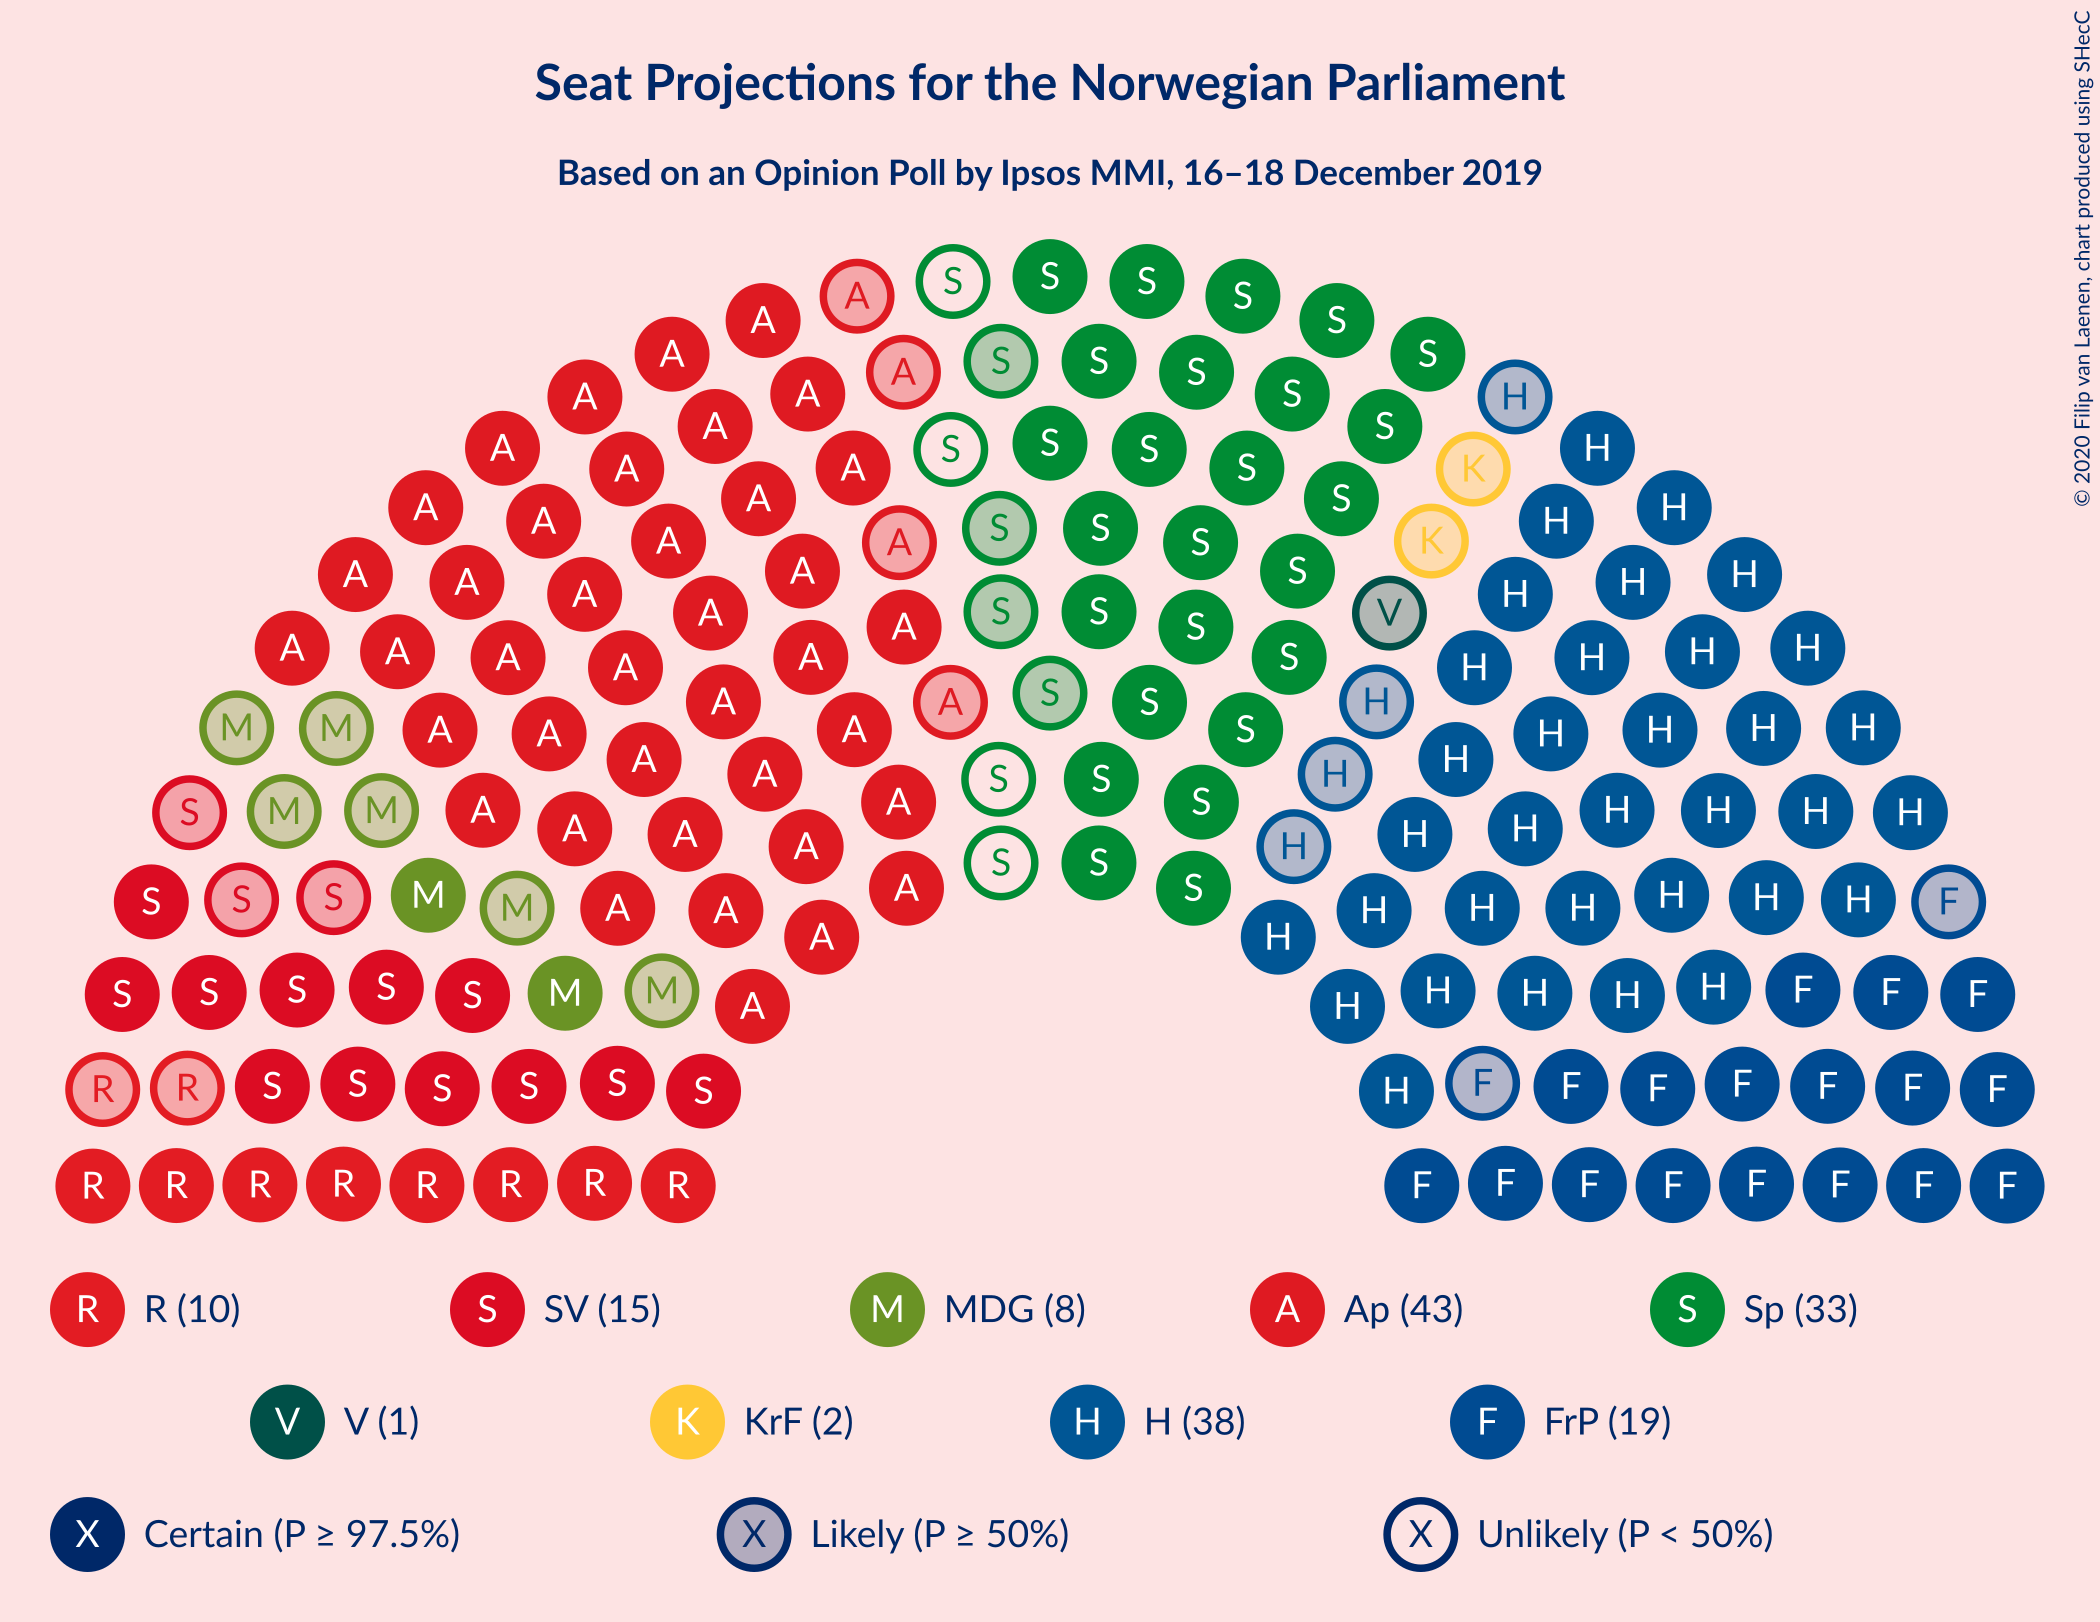 Seat Projections for the Norwegian Parliament
Based on an Opinion Poll by Ipsos MMI, 16–18 December 2019
© 2020 Filip van Laenen, chart produced using SHecC
A S S S S S
A A S S S S S H
A A A S S S S K H
A A A A S S S S S K H H
A A A A A S S S S V H H H
A A A A A A S S S S H H H H
M M A A A A A A S S S H H H H H H
S M M A A A A A S S S H H H H H H H
S S S M M A A A A S S S H H H H H H H F
S S S S S M M A A H H H H H H F F F
R R S S S S S S H F F F F F F F
R R R R R R R R F F F F F F F F
R R (10) S SV (15) M MDG (8) A Ap (43) S Sp (33)
V V (1) K KrF (2) H H (38) F FrP (19)
X Certain (P ≥ 97.5%) X Likely (P ≥ 50%) X Unlikely (P < 50%)